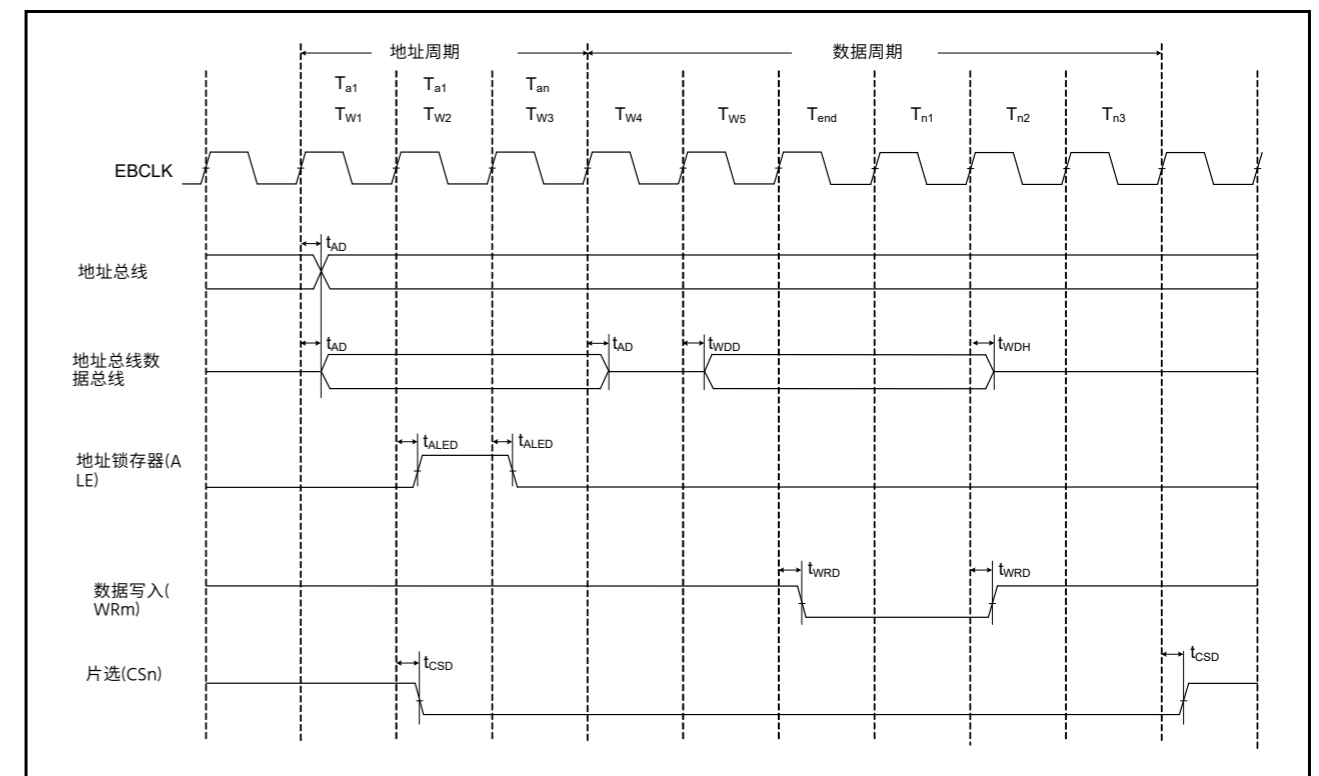 地址周期 数据周期
Ta1 Ta1 Tan
TW1 TW2 TW3 TW4 TW5 Tend Tn1 Tn2 Tn3
EBCLK
tAD
地址总线
tAD tAD tWDD tWDH
地址总线数
据总线
tALED tALED
地址锁存器(A
LE)
tWRD tWRD
数据写入(
WRm)
tCSD tCSD
片选(CSn)